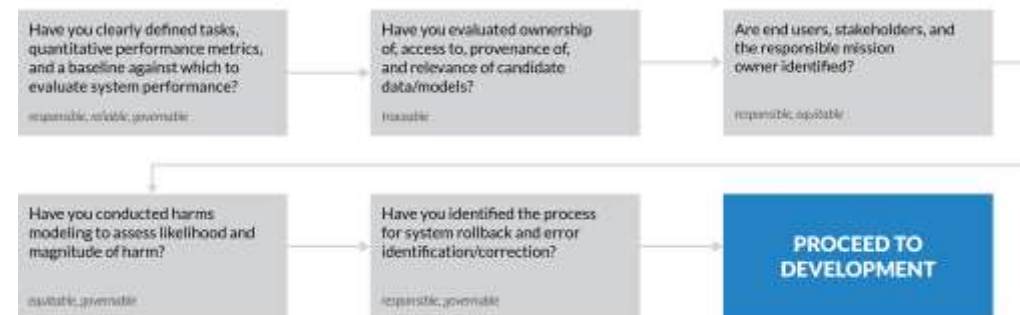 Have you clearly defined tasks,
quantitative performance metrics,
and a baseline against which to
evaluate system performance?
responsible, reliable, governable
Have you evaluated ownership
of, access to, provenance of,
and relevance of candidate
data/models?
traceable
Are end users, stakeholders, and
the responsible mission
owner identified?
responsible, equitable
Have you conducted harms
modeling to assess likelihood and
magnitude of harm?
equitable, governable
Have you identified the process
for system rollback and error
identification/correction?
responsible, governable
PROCEED TO
DEVELOPMENT